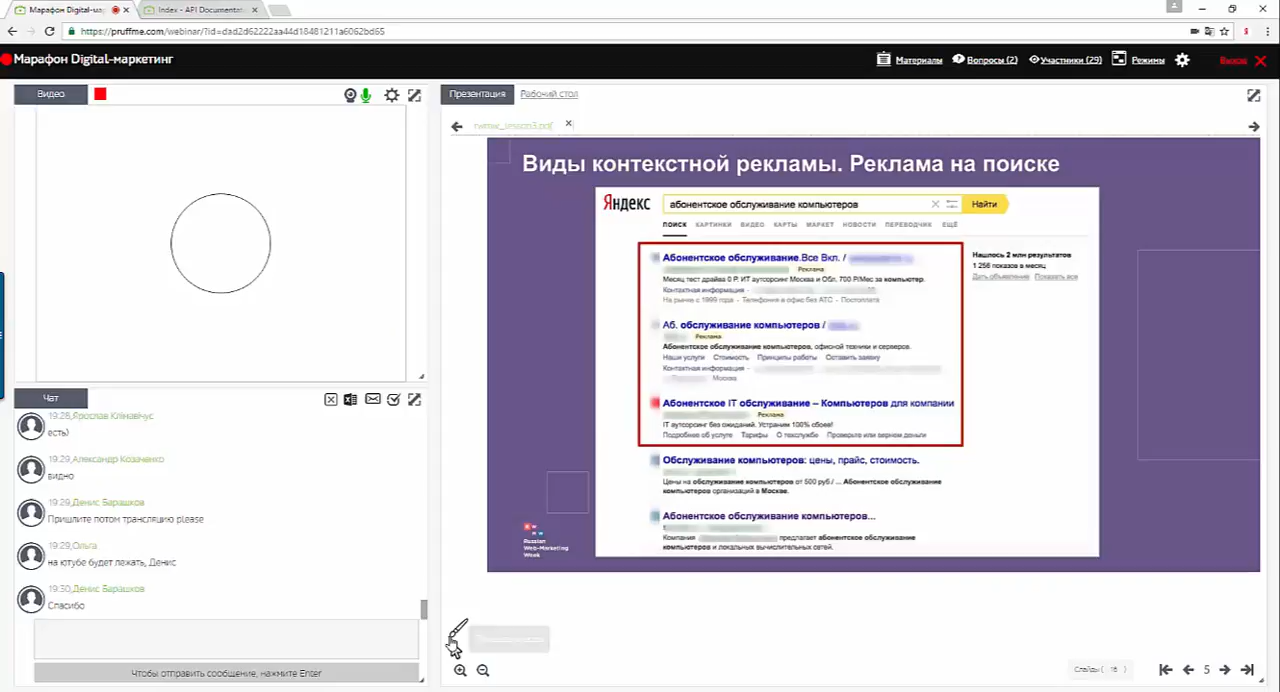 Марафон Digital-мар
Index - API Documentat
https://pruffme.com/webinar/?id=dad2d62222aa44d18481211a6062bd65
Марафон Digital-маркетинг
Материалы
Вопросы (2)
Участники (29)
Режимы
Выход
Видео
Презентация
Рабочий стол
Виды контекстной рекламы. Реклама на поиске
Яндекс
абонентское обслуживание компьютеров
Найти
ПОИСК КАРТИНКИ ВИДЕО КАРТЫ МАРКЕТ НОВОСТИ ПЕРЕВОДЧИК ЕЩЁ
Абонентское обслуживание.Все Вкл. /
Реклама
Месяц тест драйва 0 Р. ИТ аутсорсинг Москва и Обл. 700 Р/Мес за компьютер.
Контактная информация
На рынке с 1999 года - Телефония в офис без АТС - Постоплата
Нашлось 2 млн результатов
1 256 показов в месяц
Дать объявление Показать все
Аб. обслуживание компьютеров /
Реклама
Абонентское обслуживание компьютеров, офисной техники и серверов.
Наши услуги Стоимость Принципы работы Оставить заявку
Контактная информация
Москва
Абонентское IT обслуживание – Компьютеров для компании
Реклама
IT аутсорсинг без ожиданий. Устраним 100% сбоев!
Подробнее об услуге Тарифы О техслужбе Проверьте или вернем деньги
Обслуживание компьютеров: цены, прайс, стоимость.
Цены на обслуживание компьютеров от 500 руб./ ... Абонентское обслуживание
компьютеров организаций в Москве.
Абонентское обслуживание компьютеров...
Компания предлагает абонентское обслуживание
компьютеров и локальных вычислительных сетей.
Russian
Web-Marketing
Week
Чат
19:28,Ярослав Клінавічус
есть)
19:29,Александр Козаченко
видно
19:29,Денис Барашков
Пришлите потом трансляцию please
19:29,Ольга
на ютубе будет лежать, Денис
19:30,Денис Барашков
Спасибо
Чтобы отправить сообщение, нажмите Enter
Слайды ( 16 )
5